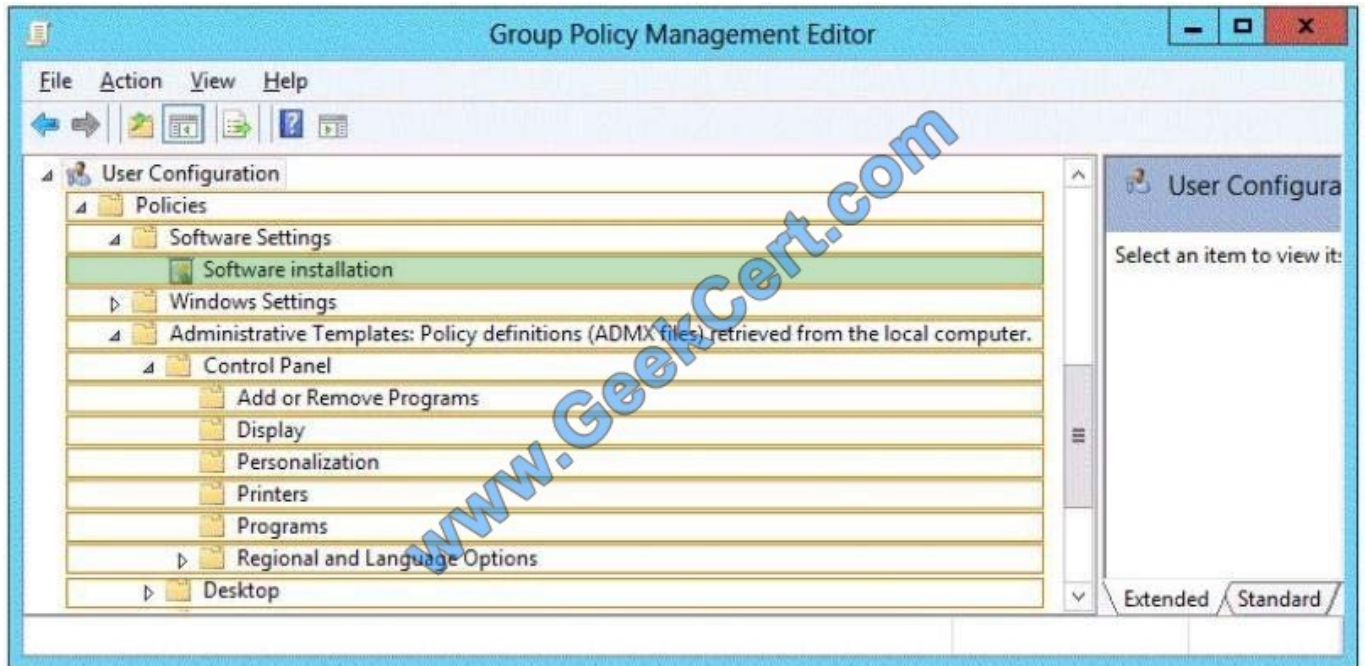 Group Policy Management Editor
File Action View Help
User Configuration
Policies
Software Settings
Software installation
Windows Settings
Administrative Templates: Policy definitions (ADMX files) retrieved from the local computer.
Control Panel
Add or Remove Programs
Display
Personalization
Printers
Programs
Regional and Language Options
Desktop
User Configura
Select an item to view it:
Extended Standard
www.GeekCert.com